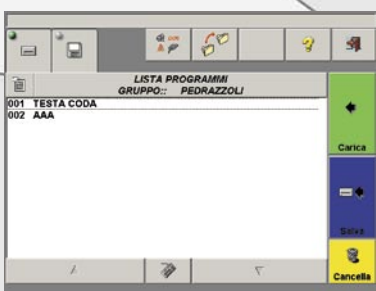 LISTA PROGRAMMI
GRUPPO:: PEDRAZZOLI
001 TESTA CODA
002 AAA
Carica
Salva
Cancella